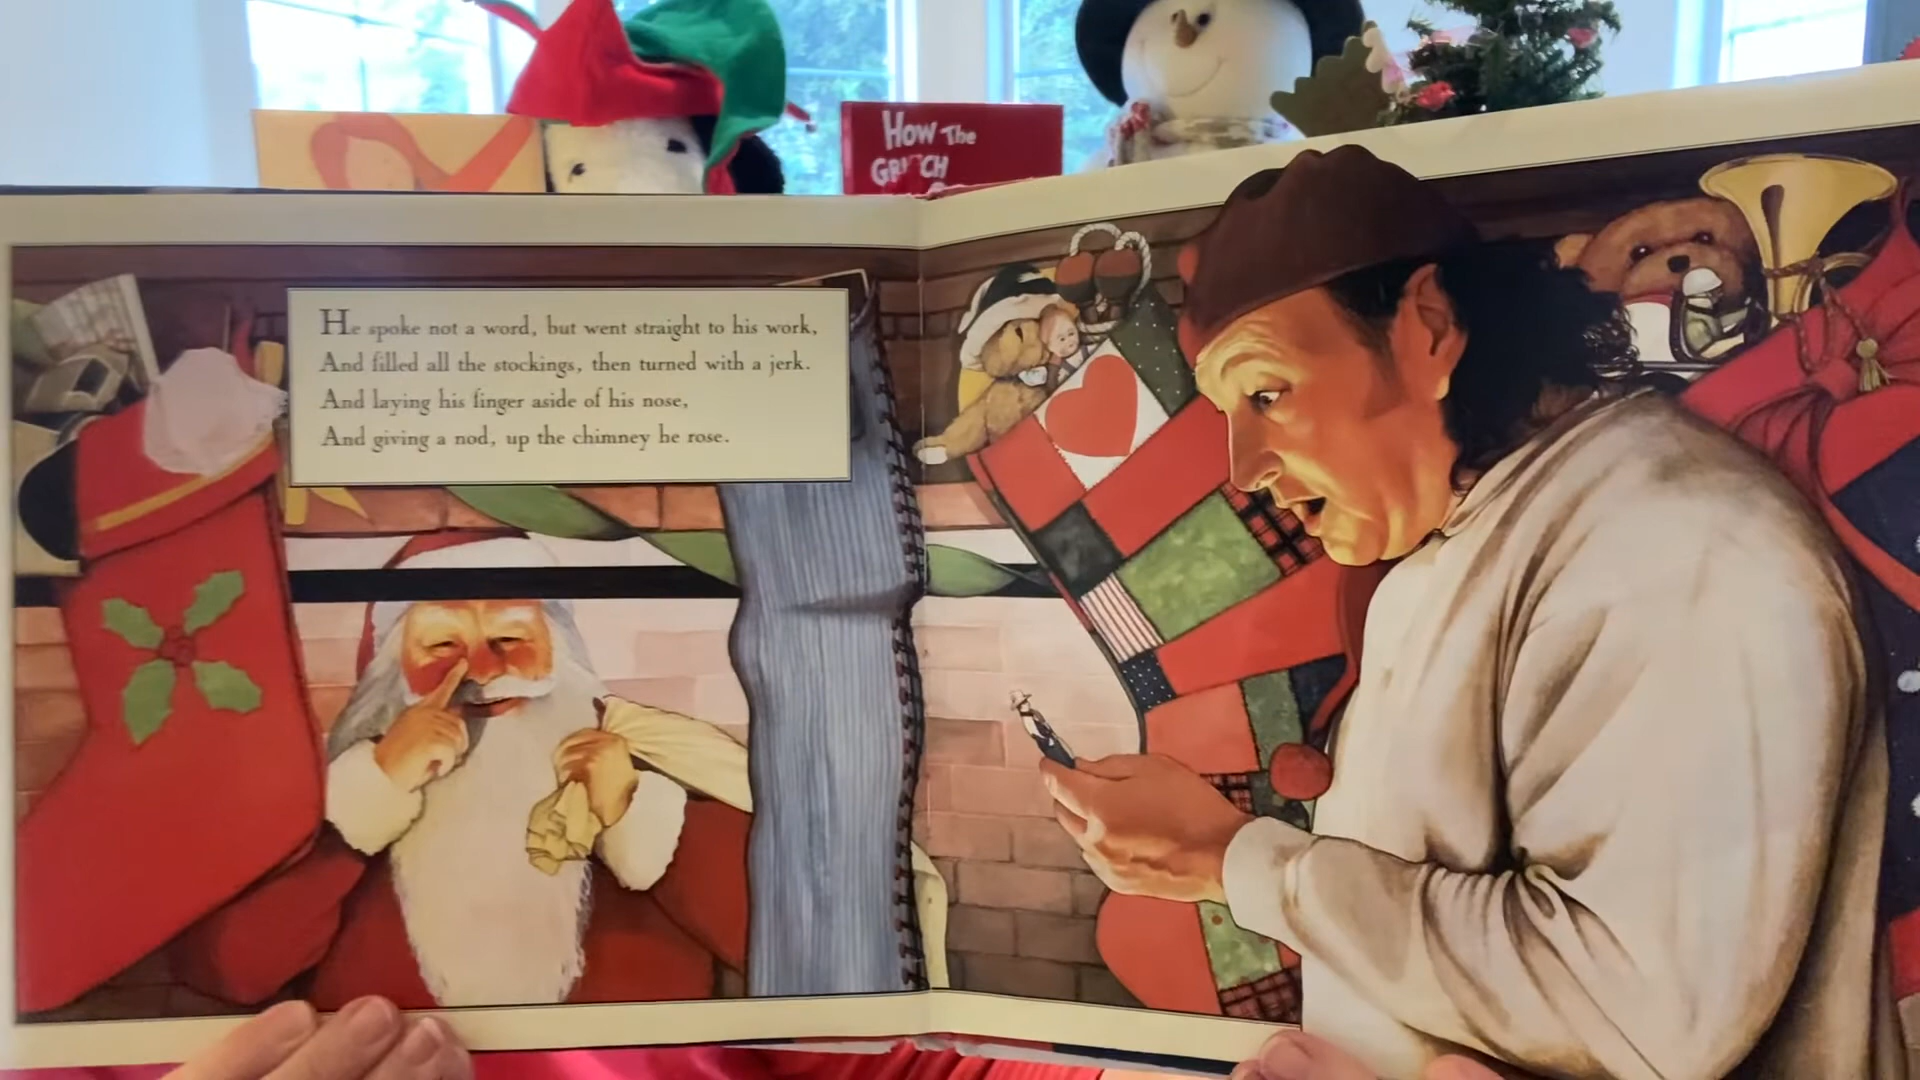 How The
GRINCH
He spoke not a word, but went straight to his work,
And filled all the stockings, then turned with a jerk.
And laying his finger aside of his nose,
And giving a nod, up the chimney he rose.